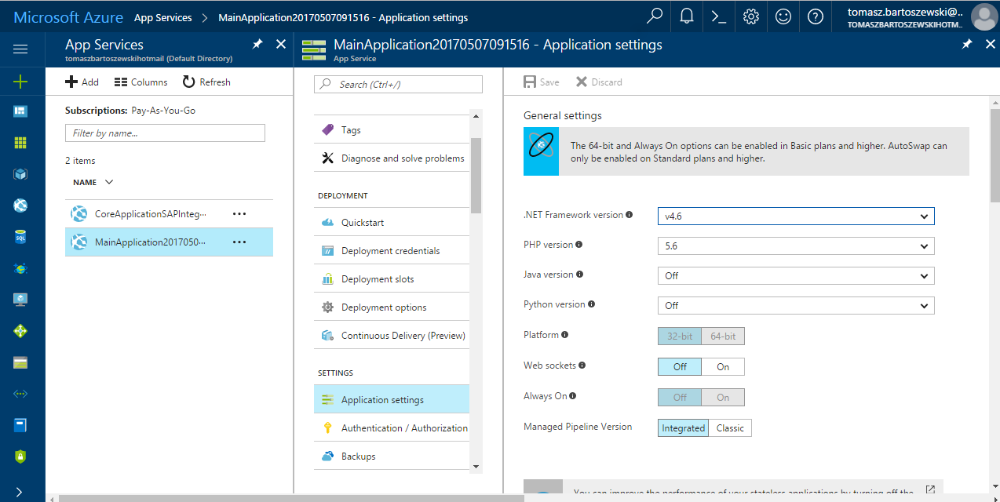 Microsoft Azure App Services > MainApplication20170507091516 - Application settings
tomasz.bartoszewski@..
TOMASZBARTOSZEWSKIHOTM...
App Services
tomaszbartoszewskihotmail (Default Directory)
MainApplication20170507091516 - Application settings
App Service
Add Columns Refresh
Subscriptions: Pay-As-You-Go
Filter by name...
2 items
NAME
CoreApplicationSAPInteg...
MainApplication2017050...
Search (Ctrl+/)
Tags
Diagnose and solve problems
DEPLOYMENT
Quickstart
Deployment credentials
Deployment slots
Deployment options
Continuous Delivery (Preview)
SETTINGS
Application settings
Authentication / Authorization
Backups
Save Discard
General settings
The 64-bit and Always On options can be enabled in Basic plans and higher. AutoSwap can
only be enabled on Standard plans and higher.
.NET Framework version v4.6
PHP version 5.6
Java version Off
Python version Off
Platform 32-bit 64-bit
Web sockets Off On
Always On Off On
Managed Pipeline Version Integrated Classic
You can improve the performance of your stateless applications by turning off the